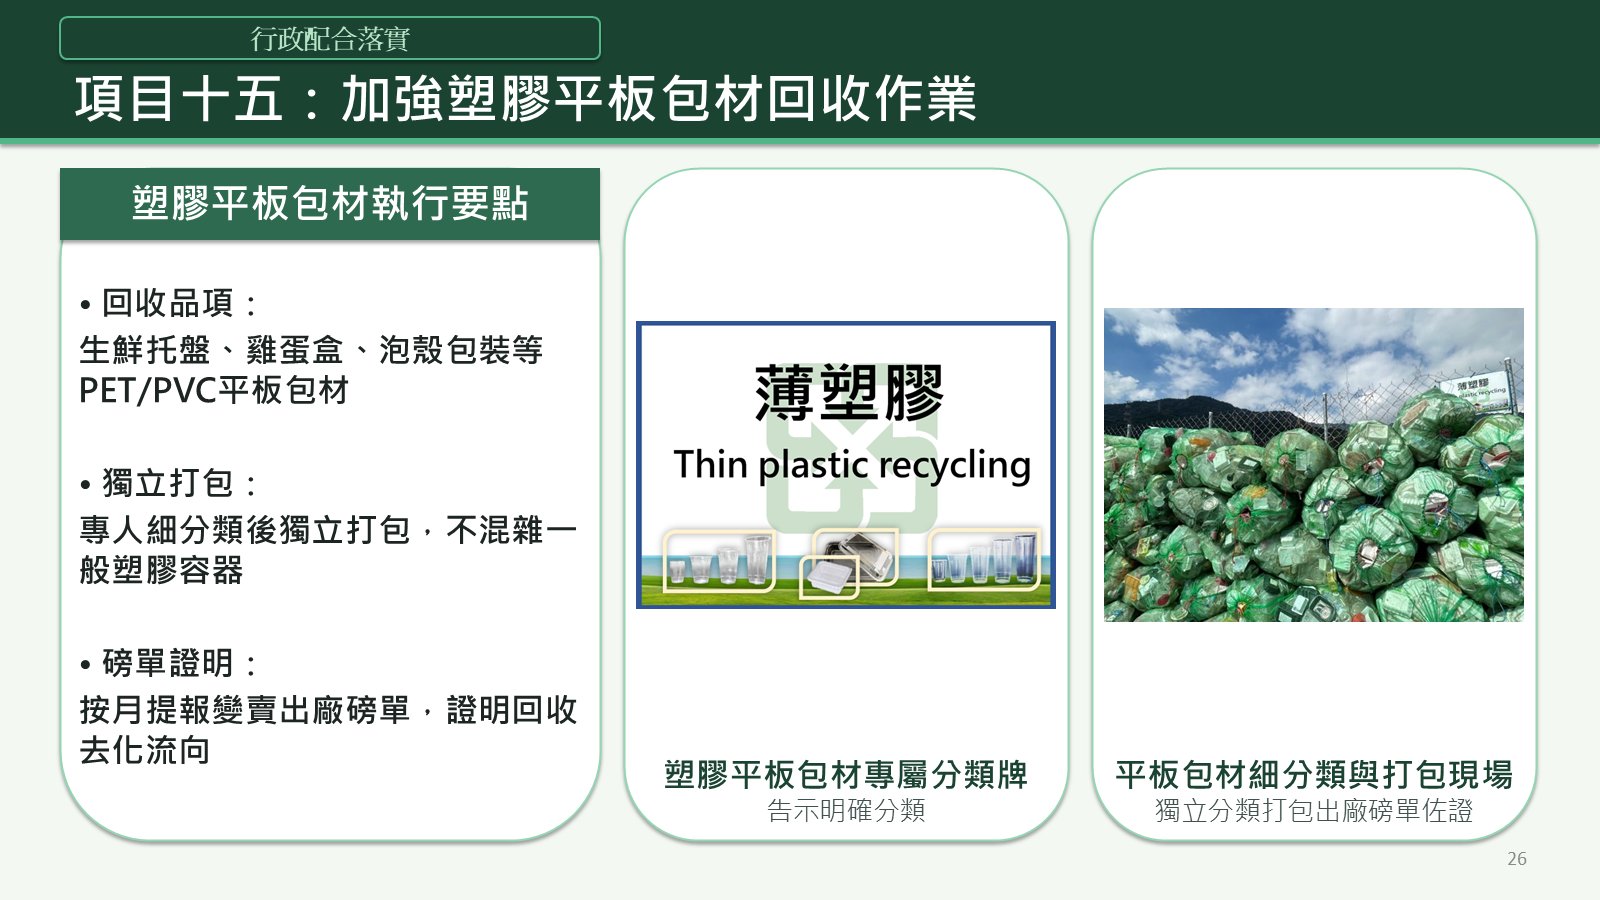 行政配合落實
項目十五：加強塑膠平板包材回收作業
塑膠平板包材執行要點
• 回收品項：
生鮮托盤、雞蛋盒、泡殼包裝等
PET/PVC平板包材
• 獨立打包：
專人細分類後獨立打包，不混雜一
般塑膠容器
• 磅單證明：
按月提報變賣出廠磅單，證明回收
去化流向
薄塑膠
Thin plastic recycling
塑膠平板包材專屬分類牌
告示明確分類
薄塑膠
plastic recycling
平板包材細分類與打包現場
獨立分類打包出廠磅單佐證
26